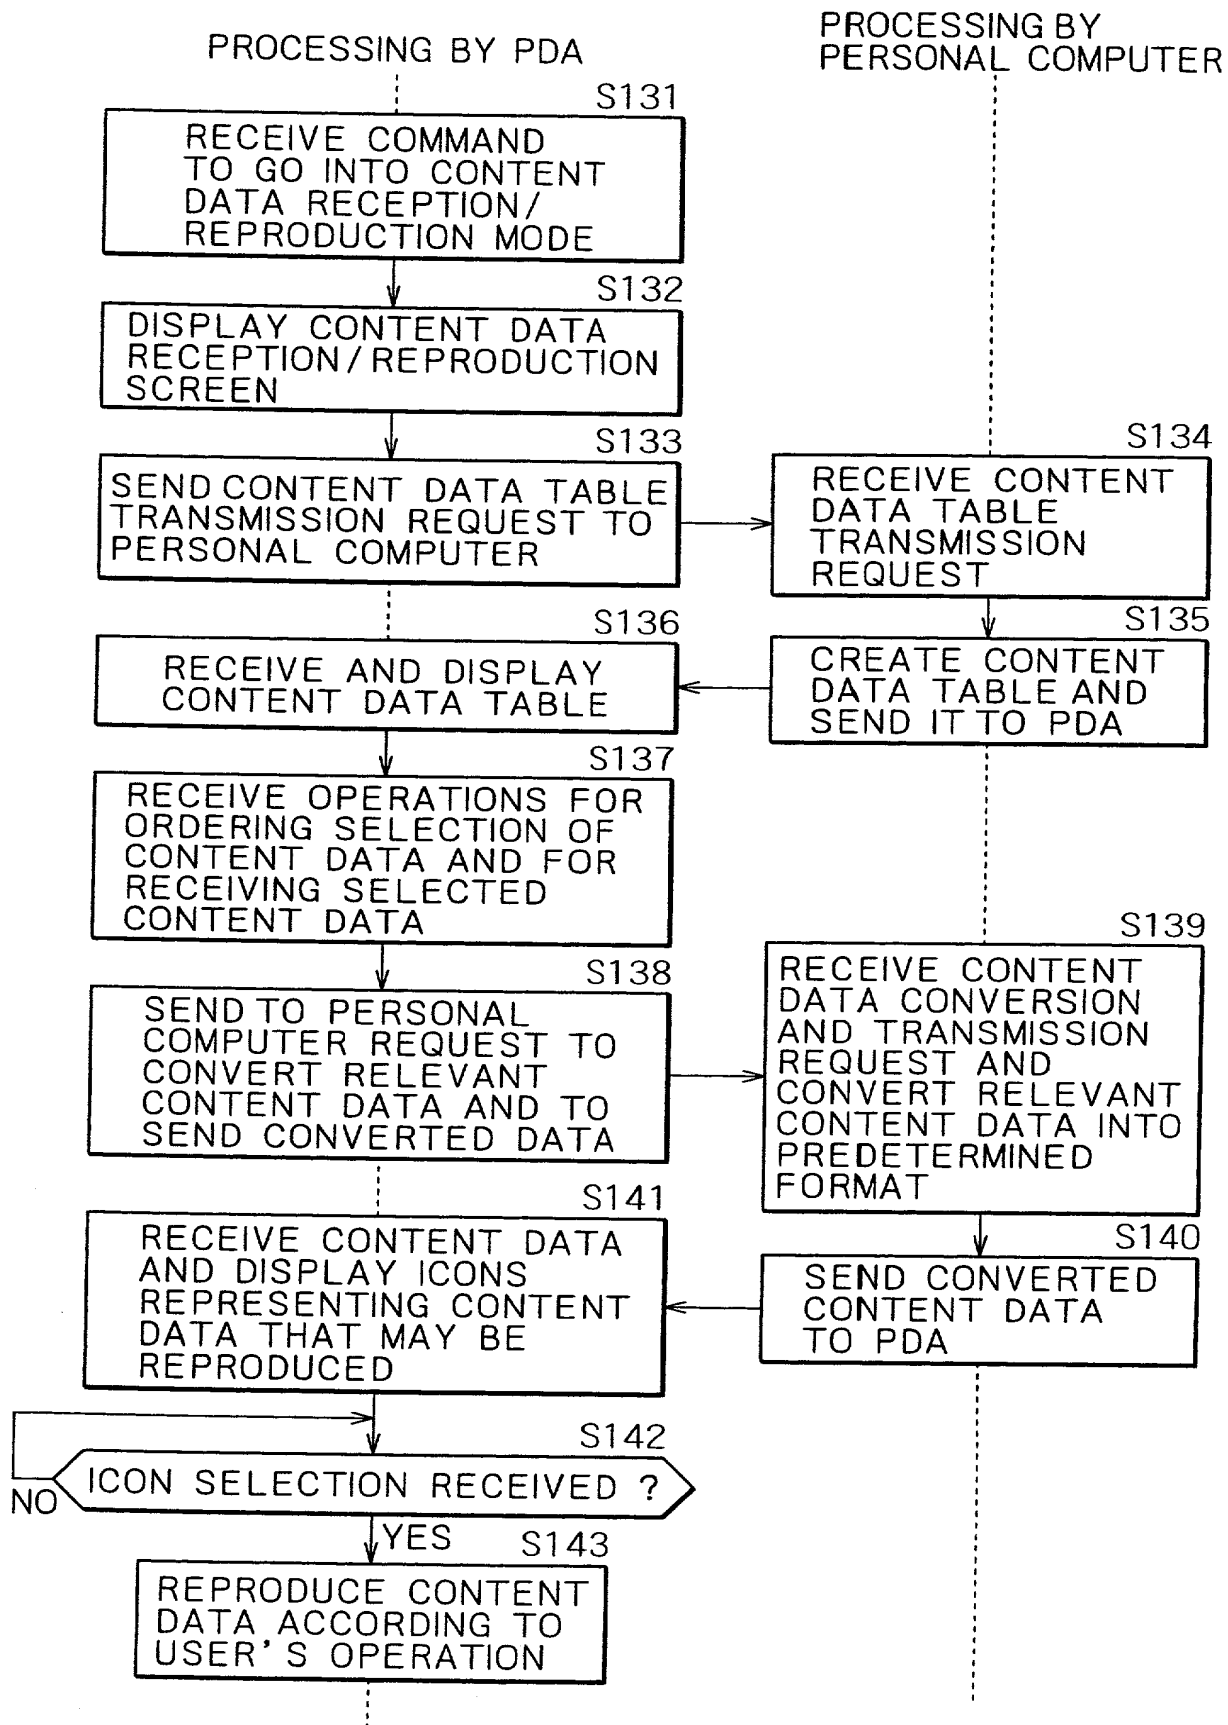 PROCESSING BY PDA
PROCESSING BY
PERSONAL COMPUTER
S131
RECEIVE COMMAND
TO GO INTO CONTENT
DATA RECEPTION/
REPRODUCTION MODE
S132
DISPLAY CONTENT DATA
RECEPTION/REPRODUCTION
SCREEN
S133
SEND CONTENT DATA TABLE
TRANSMISSION REQUEST TO
PERSONAL COMPUTER
S134
RECEIVE CONTENT
DATA TABLE
TRANSMISSION
REQUEST
S135
CREATE CONTENT
DATA TABLE AND
SEND IT TO PDA
S136
RECEIVE AND DISPLAY
CONTENT DATA TABLE
S137
RECEIVE OPERATIONS FOR
ORDERING SELECTION OF
CONTENT DATA AND FOR
RECEIVING SELECTED
CONTENT DATA
S138
SEND TO PERSONAL
COMPUTER REQUEST TO
CONVERT RELEVANT
CONTENT DATA AND TO
SEND CONVERTED DATA
S139
RECEIVE CONTENT
DATA CONVERSION
AND TRANSMISSION
REQUEST AND
CONVERT RELEVANT
CONTENT DATA INTO
PREDETERMINED
FORMAT
S140
SEND CONVERTED
CONTENT DATA
TO PDA
S141
RECEIVE CONTENT DATA
AND DISPLAY ICONS
REPRESENTING CONTENT
DATA THAT MAY BE
REPRODUCED
S142
ICON SELECTION RECEIVED ?
NO
YES
S143
REPRODUCE CONTENT
DATA ACCORDING TO
USER'S OPERATION